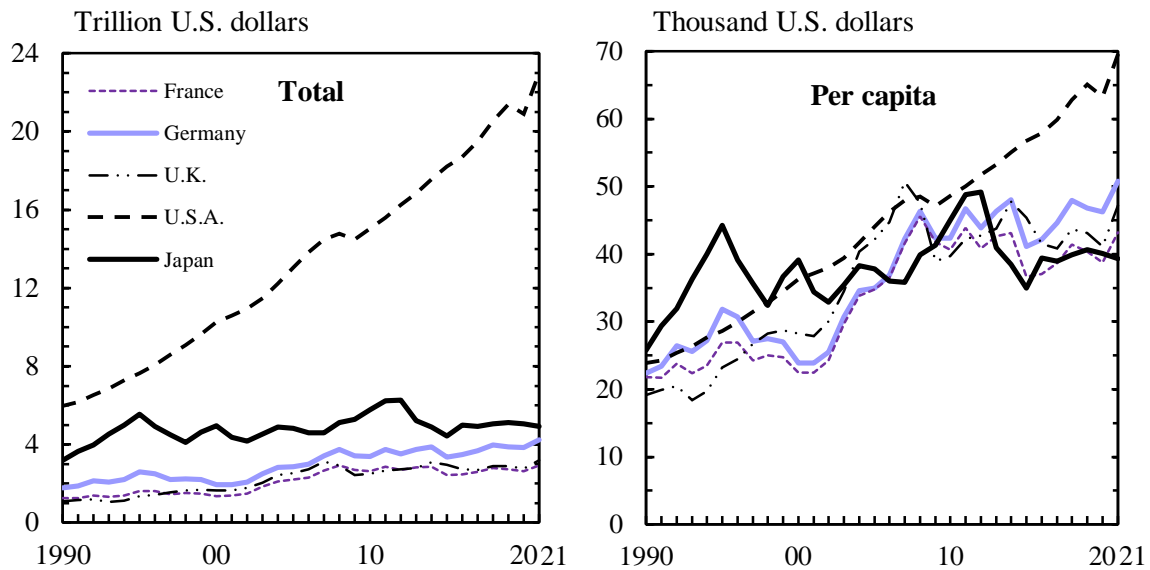 Trillion U.S. dollars
24
20
16
12
8
4
0
1990 00 10 2021
Total
France
Germany
U.K.
U.S.A.
Japan
Thousand U.S. dollars
70
60
50
40
30
20
10
0
1990 00 10 2021
Per capita